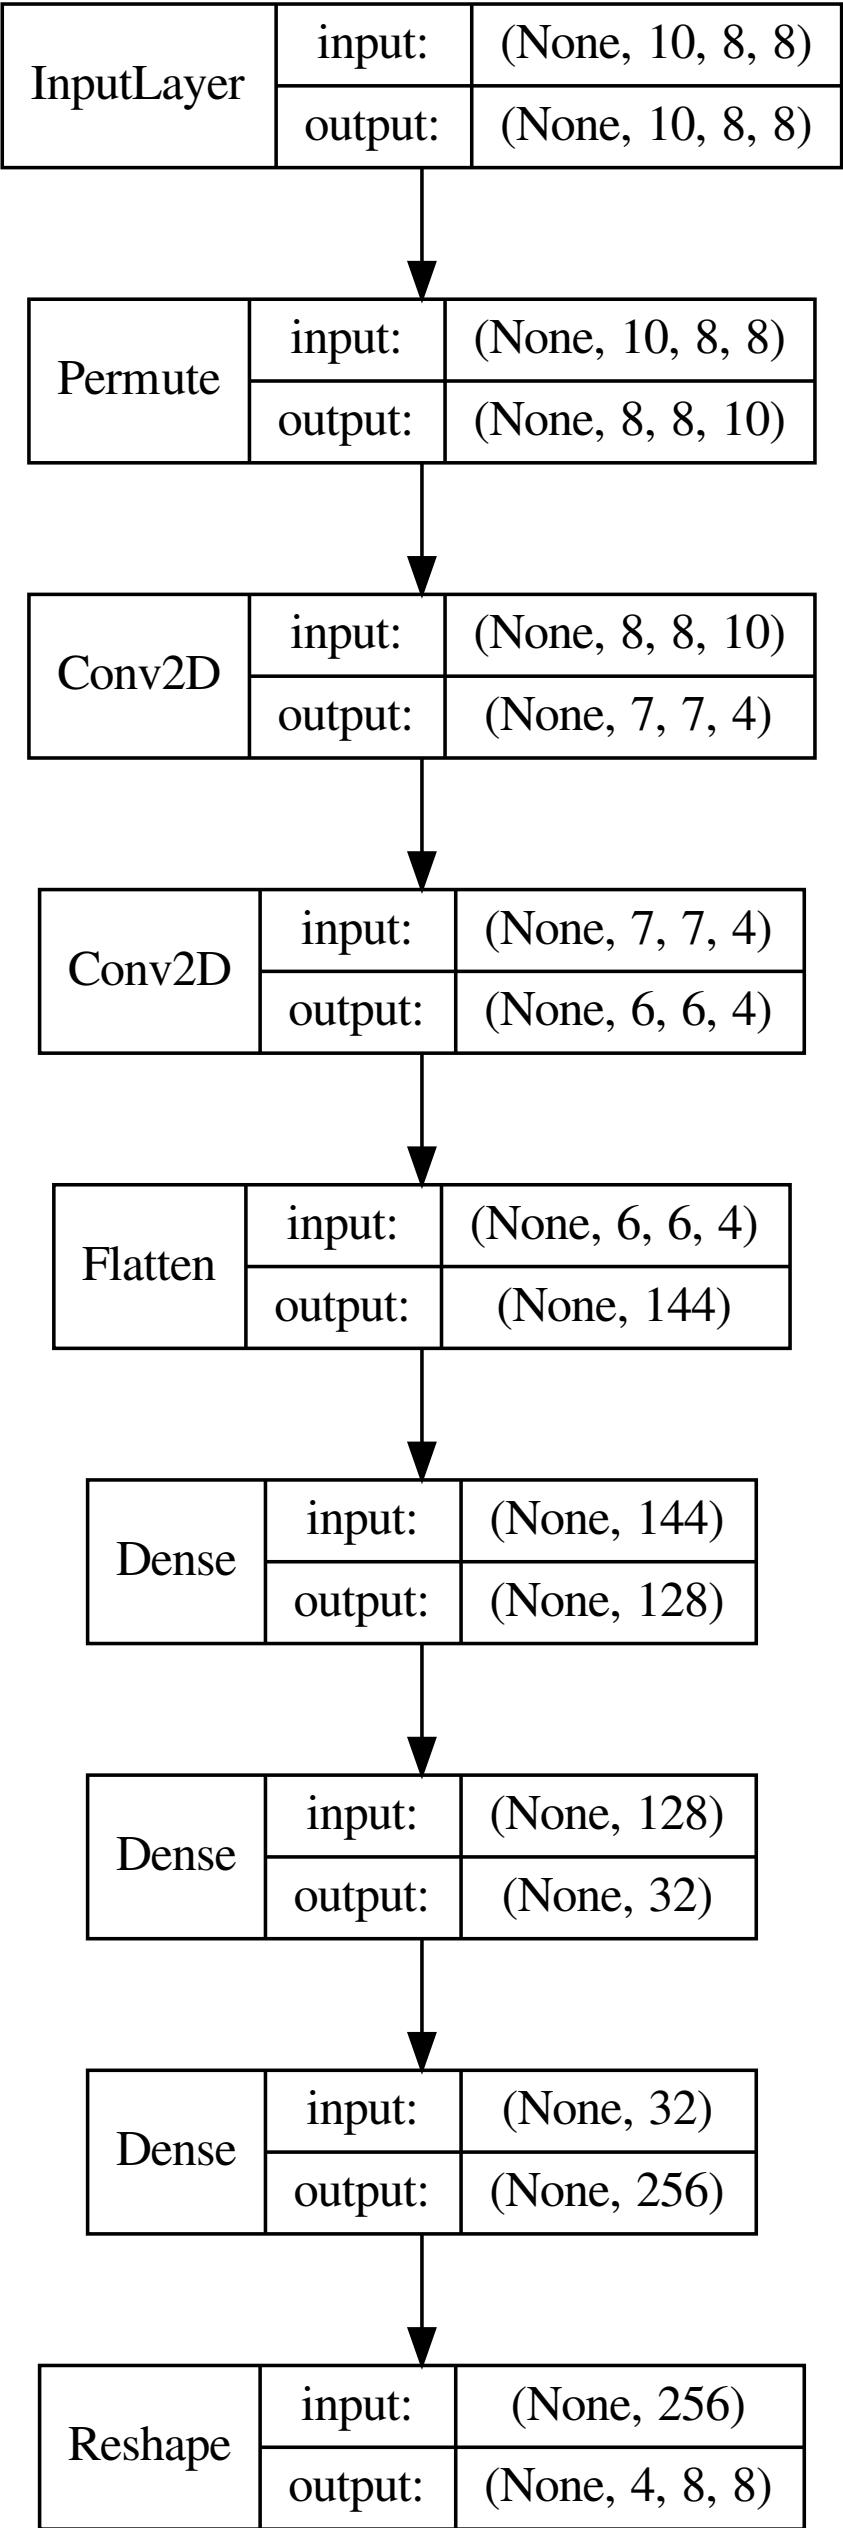 InputLayer
input: (None, 10, 8, 8)
output: (None, 10, 8, 8)
Permute
input: (None, 10, 8, 8)
output: (None, 8, 8, 10)
Conv2D
input: (None, 8, 8, 10)
output: (None, 7, 7, 4)
Conv2D
input: (None, 7, 7, 4)
output: (None, 6, 6, 4)
Flatten
input: (None, 6, 6, 4)
output: (None, 144)
Dense
input: (None, 144)
output: (None, 128)
Dense
input: (None, 128)
output: (None, 32)
Dense
input: (None, 32)
output: (None, 256)
Reshape
input: (None, 256)
output: (None, 4, 8, 8)